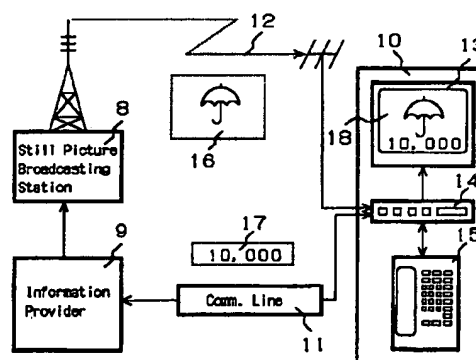 12
10
13
8
Still Picture
Broadcasting
Station
16
18
10,000
14
9
17
10,000
15
Information
Provider
Comm. Line
11